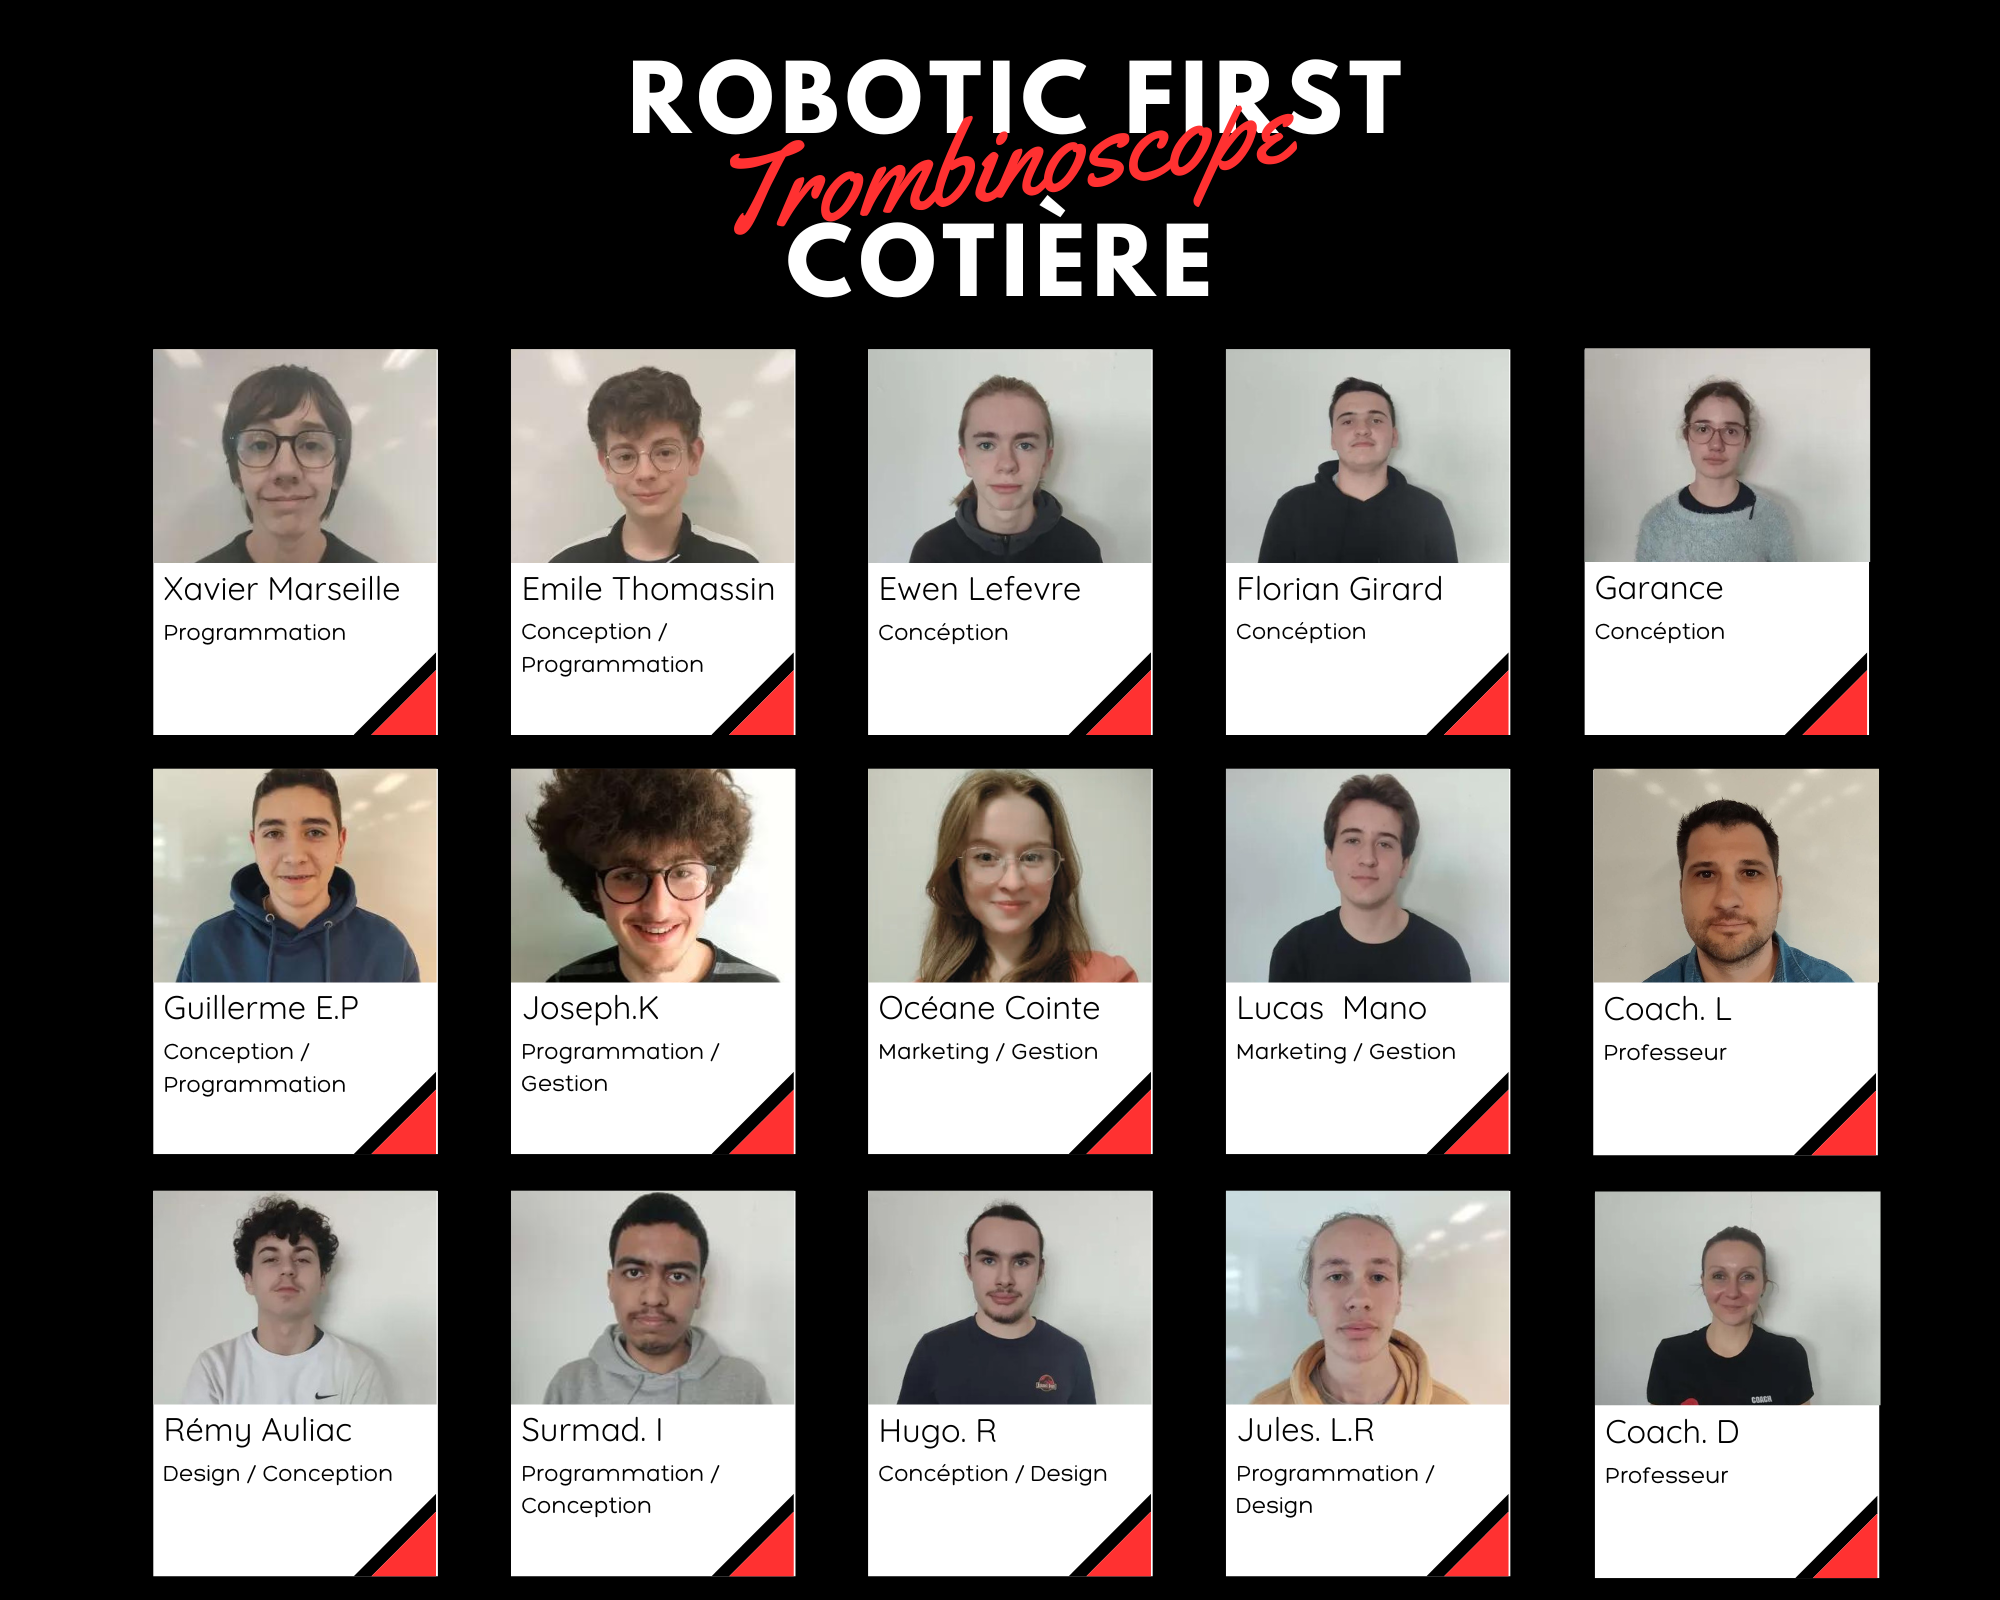 ROBOTIC FIRST
Trombinoscope
COTIÈRE
Xavier Marseille
Programmation
Emile Thomassin
Conception /
Programmation
Ewen Lefevre
Concéption
Florian Girard
Concéption
Garance
Concéption
Guillerme E.P
Conception /
Programmation
Joseph.K
Programmation /
Gestion
Océane Cointe
Marketing / Gestion
Lucas  Mano
Marketing / Gestion
Coach. L
Professeur
Rémy Auliac
Design / Conception
Surmad. I
Programmation /
Conception
Hugo. R
Concéption / Design
Jules. L.R
Programmation /
Design
COACH
Coach. D
Professeur